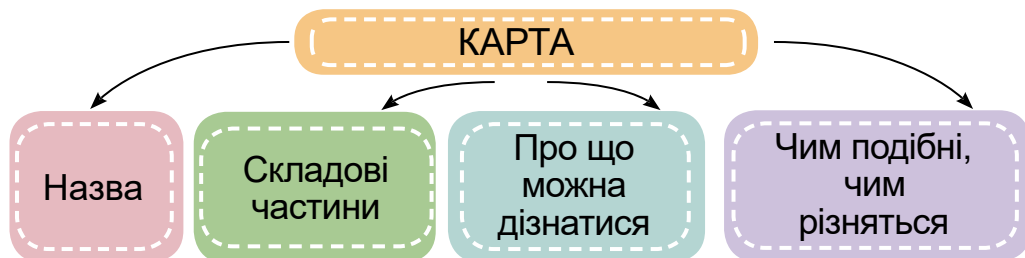 КАРТА
Назва
Складові
частини
Про що
можна
дізнатися
Чим подібні,
чим
різняться